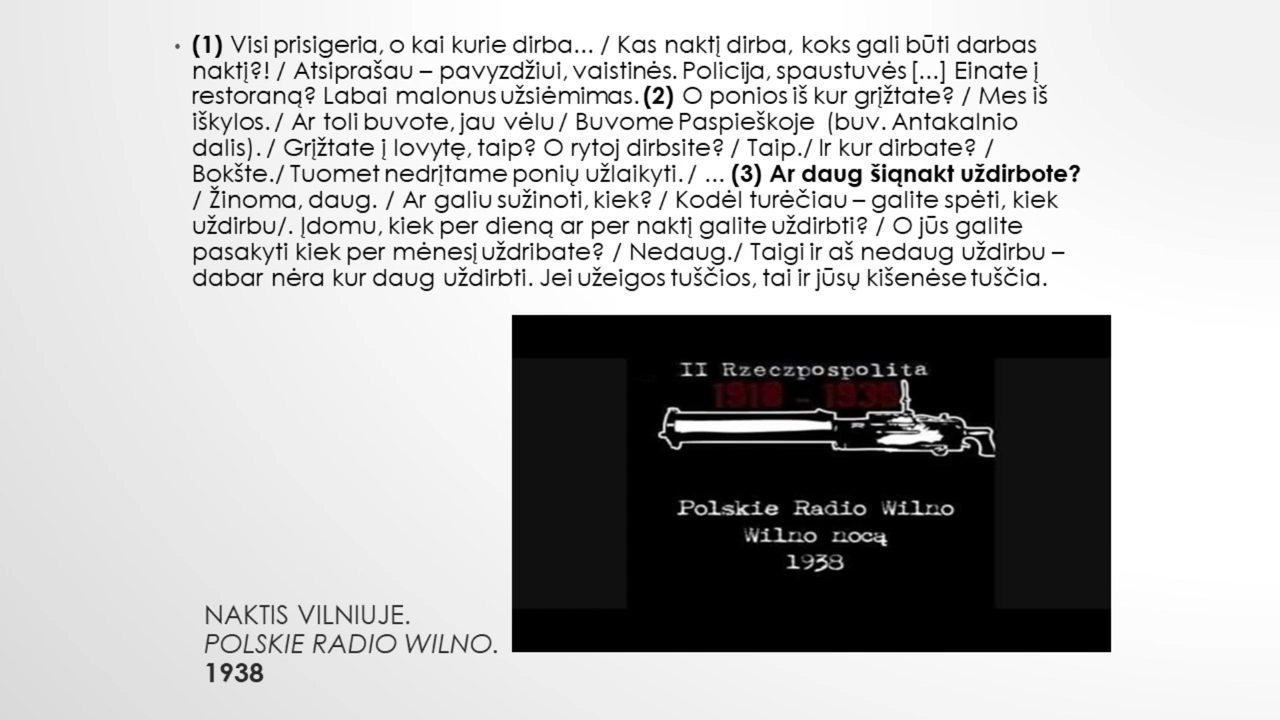 • (1) Visi prisigeria, o kai kurie dirba... / Kas naktį dirba, koks gali būti darbas
naktį?! / Atsiprašau – pavyzdžiui, vaistinės. Policija, spaustuvės [...] Einate į
restoraną? Labai malonus užsiėmimas. (2) O ponios iš kur grįžtate? / Mes iš
iškylos. / Ar toli buvote, jau vėlu / Buvome Paspieškoje (buv. Antakalnio
dalis). / Grįžtate į lovytę, taip? O rytoj dirbsite? / Taip./ Ir kur dirbate? /
Bokšte./ Tuomet nedrįtame ponių užlaikyti. / ... (3) Ar daug šiąnakt uždirbote?
/ Žinoma, daug. / Ar galiu sužinoti, kiek? / Kodėl turėčiau – galite spėti, kiek
uždirbu/. Įdomu, kiek per dieną ar per naktį galite uždirbti? / O jūs galite
pasakyti kiek per mėnesį uždribate? / Nedaug./ Taigi ir aš nedaug uždirbu –
dabar nėra kur daug uždirbti. Jei užeigos tuščios, tai ir jūsų kišenėse tuščia.
II Rzeczpospolita
1918 - 1939
Polskie Radio Wilno
Wilno nocą
1938
NAKTIS VILNIUJE.
POLSKIE RADIO WILNO.
1938